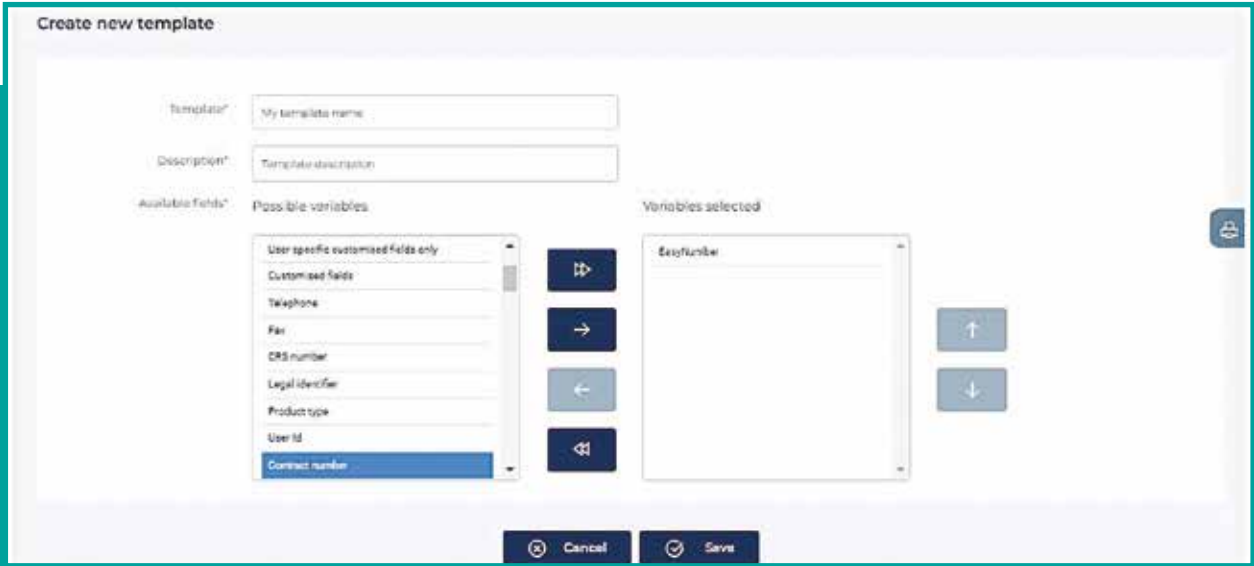 Create new template
Template*
My template name
Description*
Template description
Available fields*
Possible variables
Variables selected
User specific customised fields only
Customised fields
Telephone
Fax
CRS number
Legal identifier
Product type
User Id
Contract number
EasyNumber
Cancel
Save